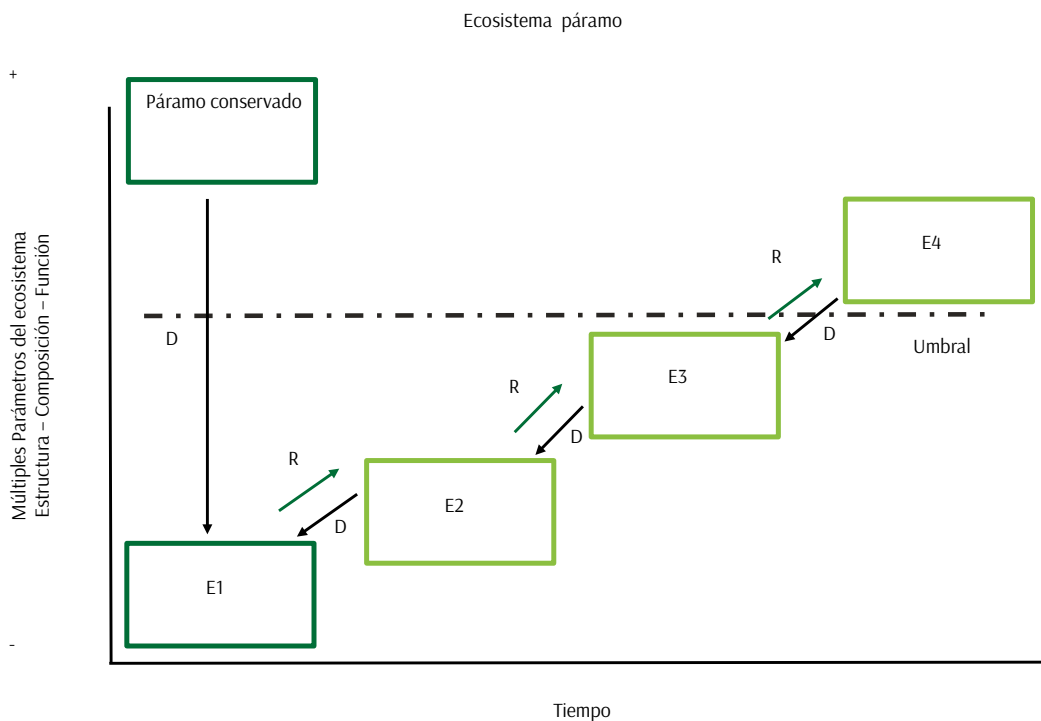 Ecosistema páramo
+
Páramo conservado
E4
R
D
D
Umbral
E3
R
D
Múltiples Parámetros del ecosistema
Estructura – Composición – Función
R
E2
D
E1
-
Tiempo